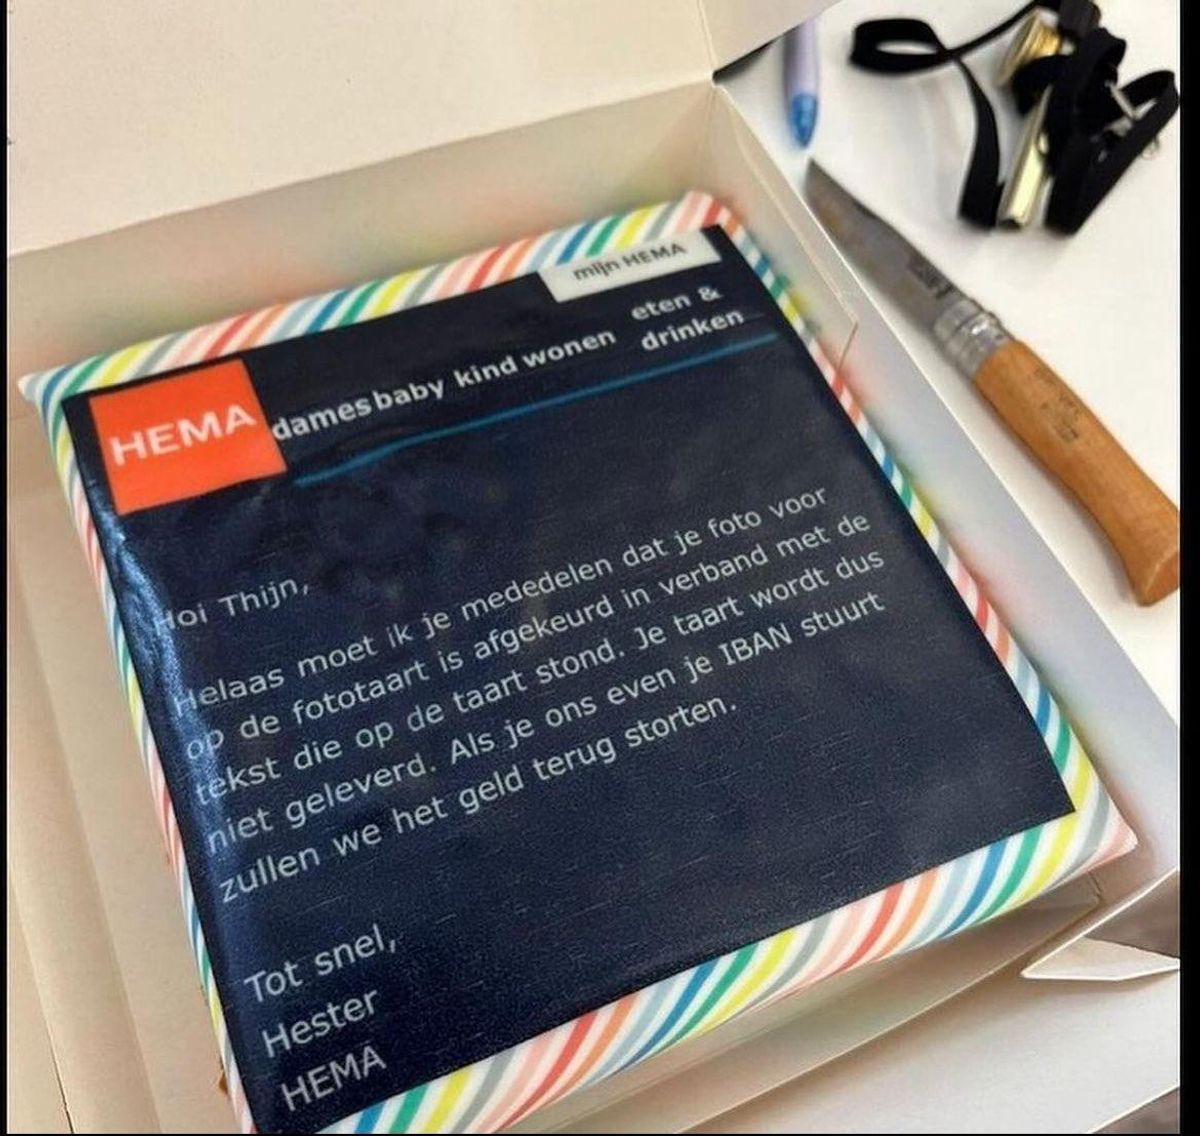 mijn HEMA
HEMA
dames baby kind wonen eten & drinken
Hoi Thijn,
Helaas moet ik je mededelen dat je foto voor
op de fototaart is afgekeurd in verband met de
tekst die op de taart stond. Je taart wordt dus
niet geleverd. Als je ons even je IBAN stuurt
zullen we het geld terug storten.
Tot snel,
Hester
HEMA